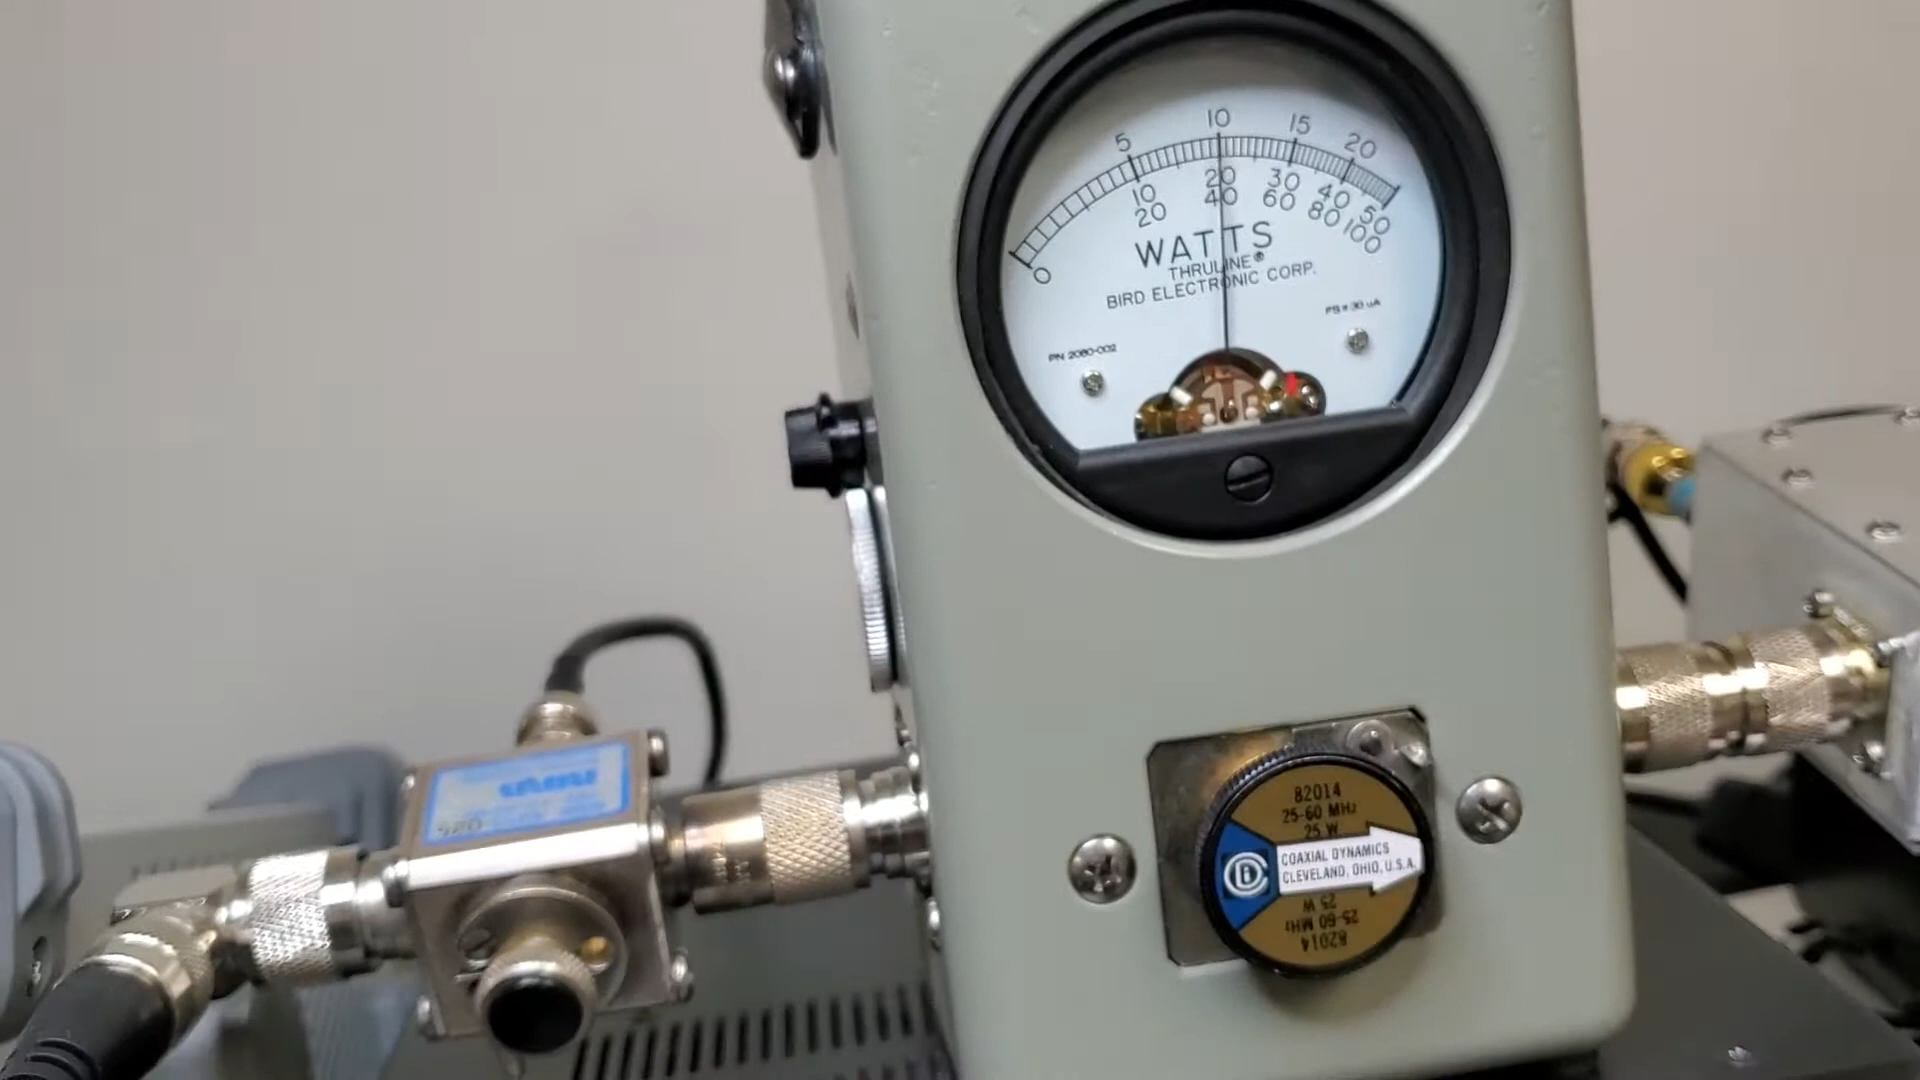 5 10 15 20
0 10 20 30 40 50
20 40 60 80 100
WATTS
THRULINE®
BIRD ELECTRONIC CORP.
PN 2080-002
FS = 30 uA
82014
25-60 MHz
25 W
COAXIAL DYNAMICS
CLEVELAND, OHIO, U.S.A.
25 W
25-60 MHz
82014